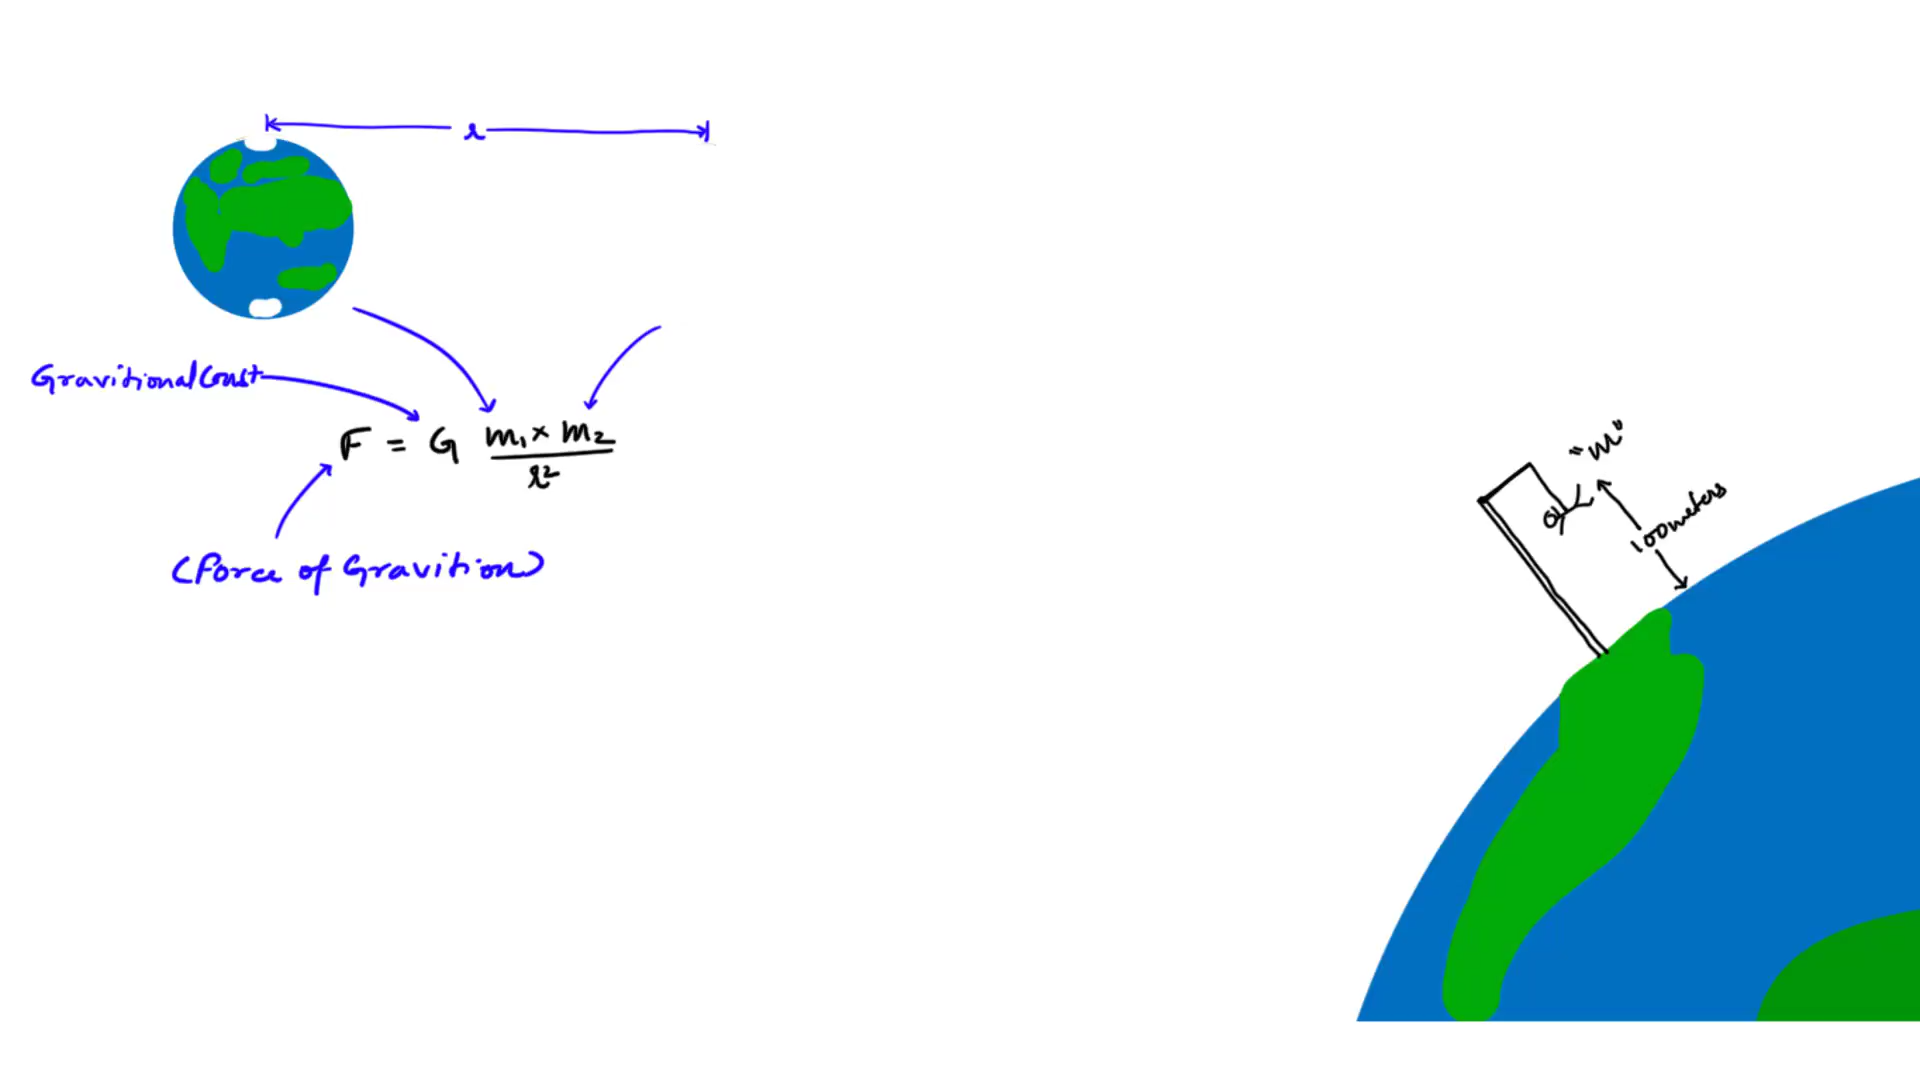 r
Gravitional Const
F = G m₁ x m₂ / r²
(Force of Gravition)
"m"
100meters